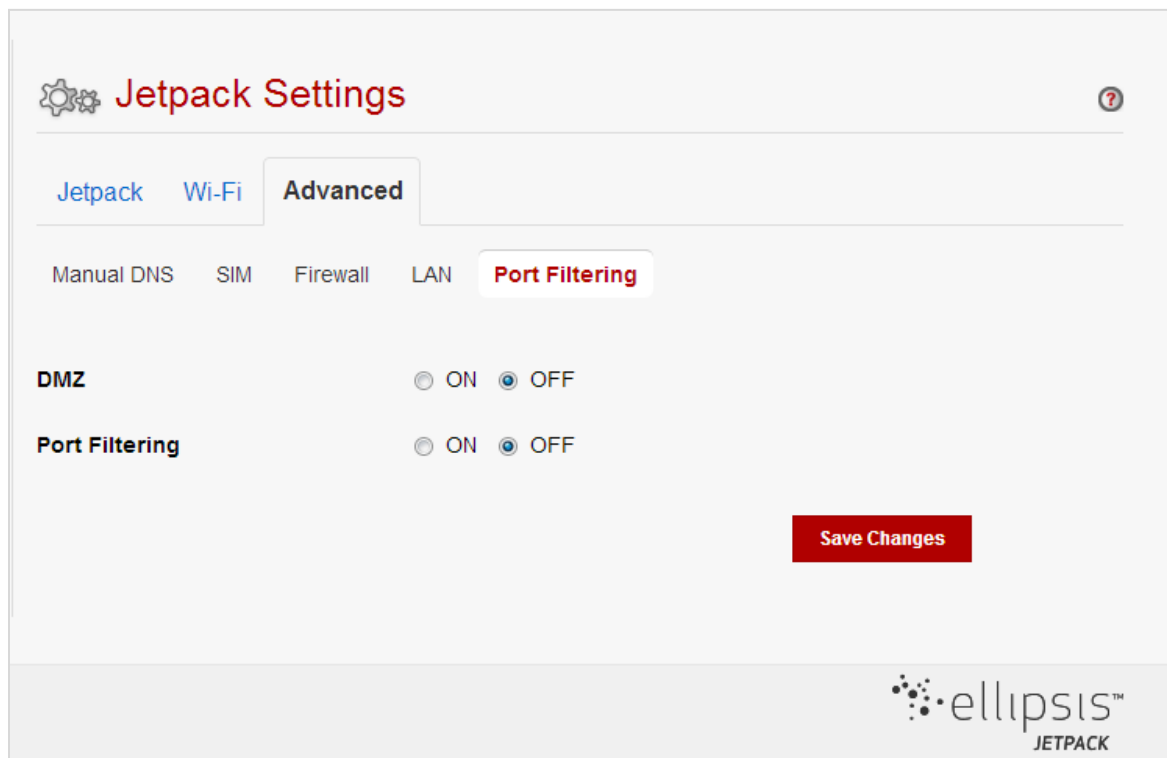 Jetpack Settings ?
Jetpack Wi-Fi Advanced
Manual DNS SIM Firewall LAN Port Filtering
DMZ ON OFF
Port Filtering ON OFF
Save Changes
ellipsis™
JETPACK